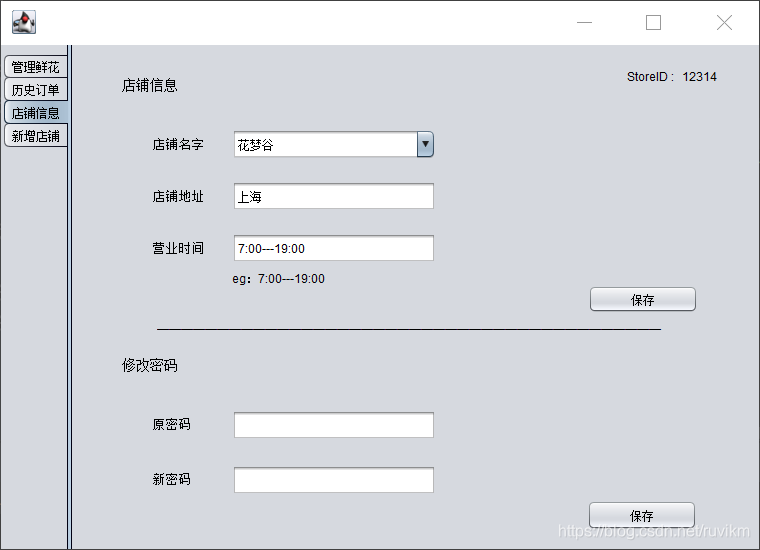 管理鲜花
历史订单
店铺信息
新增店铺
店铺信息
StoreID： 12314
店铺名字 花梦谷
店铺地址 上海
营业时间 7:00---19:00
eg：7:00---19:00
保存
修改密码
原密码
新密码
保存
https://blog.csdn.net/ruvikm